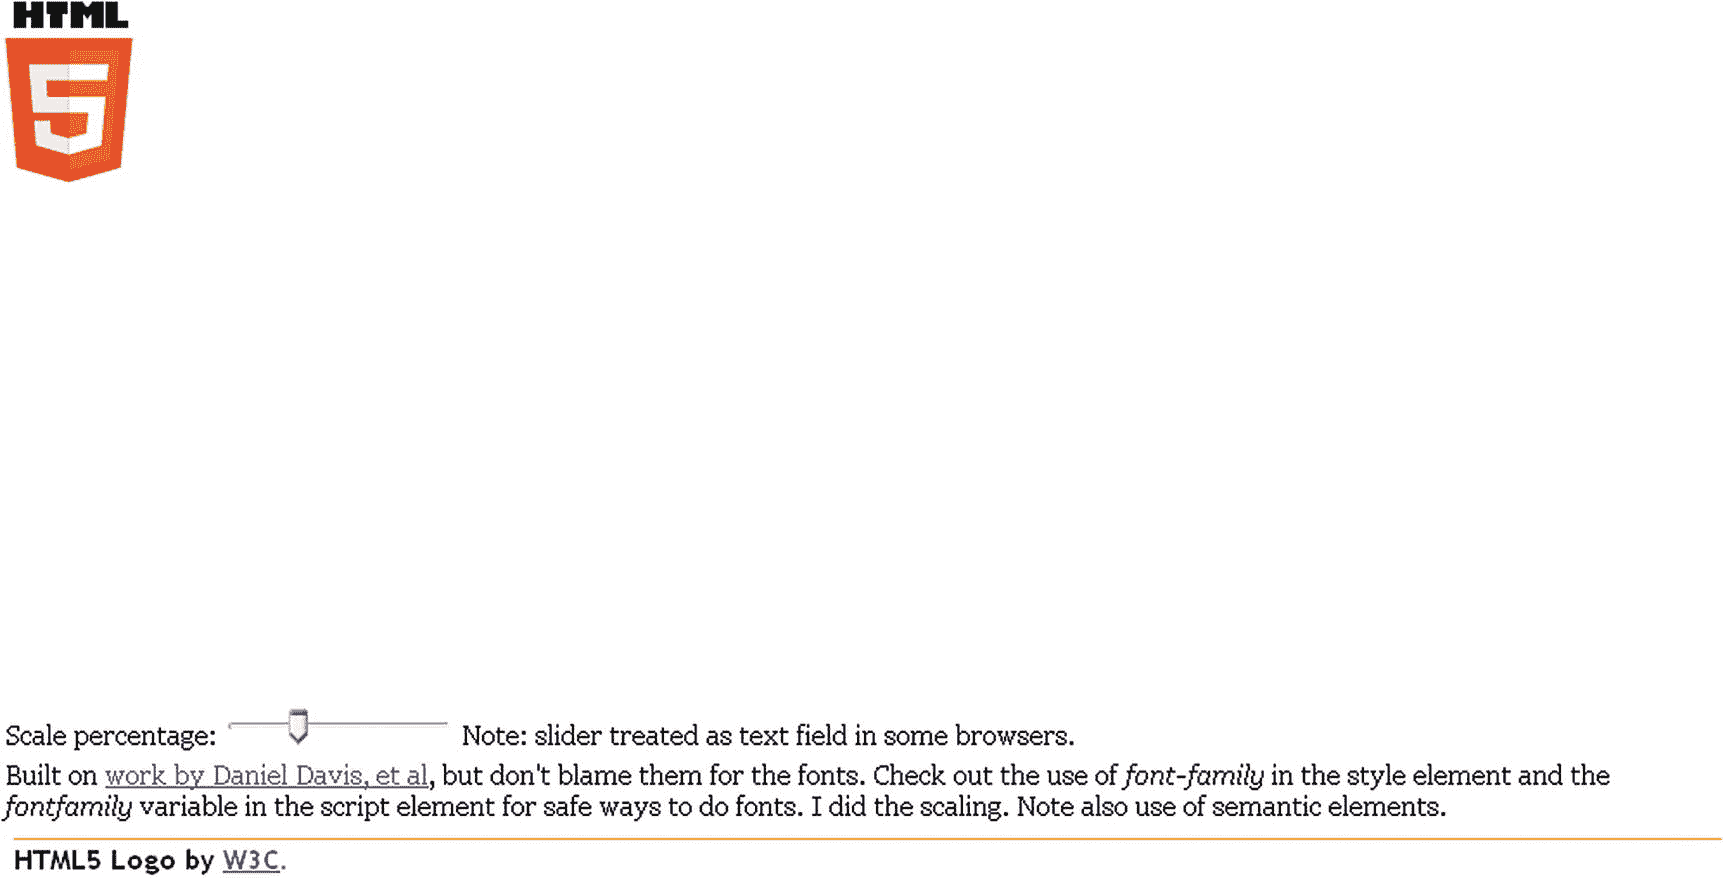 HTML
5
Scale percentage: Note: slider treated as text field in some browsers.
Built on work by Daniel Davis, et al, but don't blame them for the fonts. Check out the use of font-family in the style element and the
fontfamily variable in the script element for safe ways to do fonts. I did the scaling. Note also use of semantic elements.
HTML5 Logo by W3C.